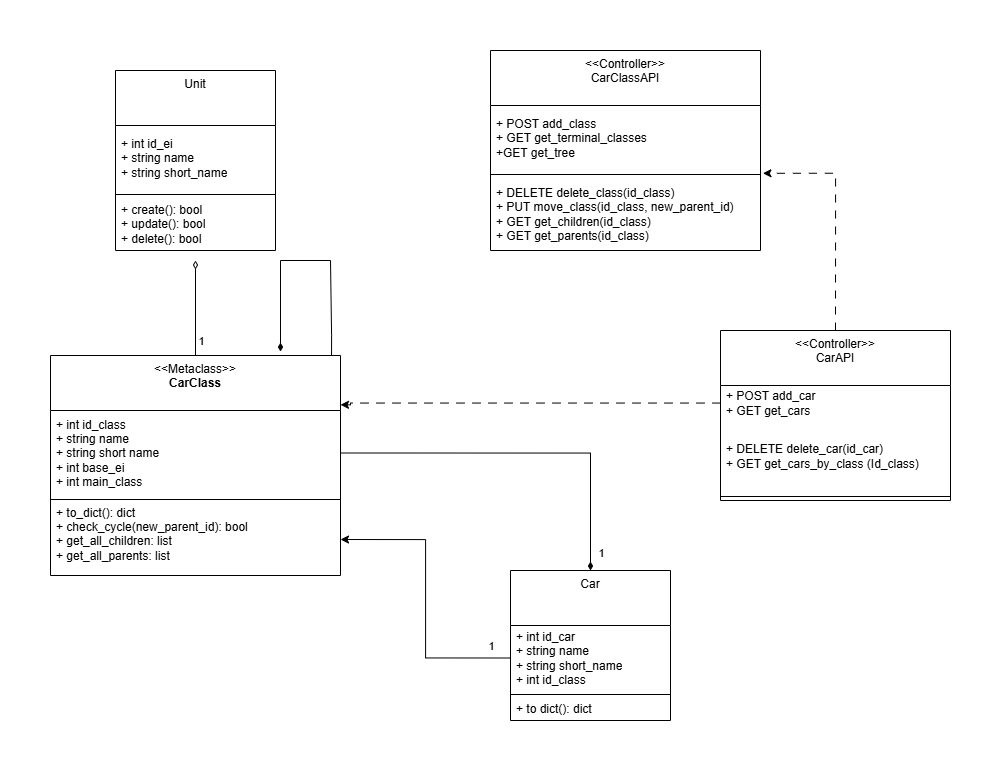 Unit
+ int id_ei
+ string name
+ string short_name
+ create(): bool
+ update(): bool
+ delete(): bool
<<Controller>>
CarClassAPI
+ POST add_class
+ GET get_terminal_classes
+GET get_tree
+ DELETE delete_class(id_class)
+ PUT move_class(id_class, new_parent_id)
+ GET get_children(id_class)
+ GET get_parents(id_class)
1
<<Metaclass>>
CarClass
+ int id_class
+ string name
+ string short name
+ int base_ei
+ int main_class
+ to_dict(): dict
+ check_cycle(new_parent_id): bool
+ get_all_children: list
+ get_all_parents: list
<<Controller>>
CarAPI
+ POST add_car
+ GET get_cars
+ DELETE delete_car(id_car)
+ GET get_cars_by_class (Id_class)
1
1
Car
+ int id_car
+ string name
+ string short_name
+ int id_class
+ to dict(): dict